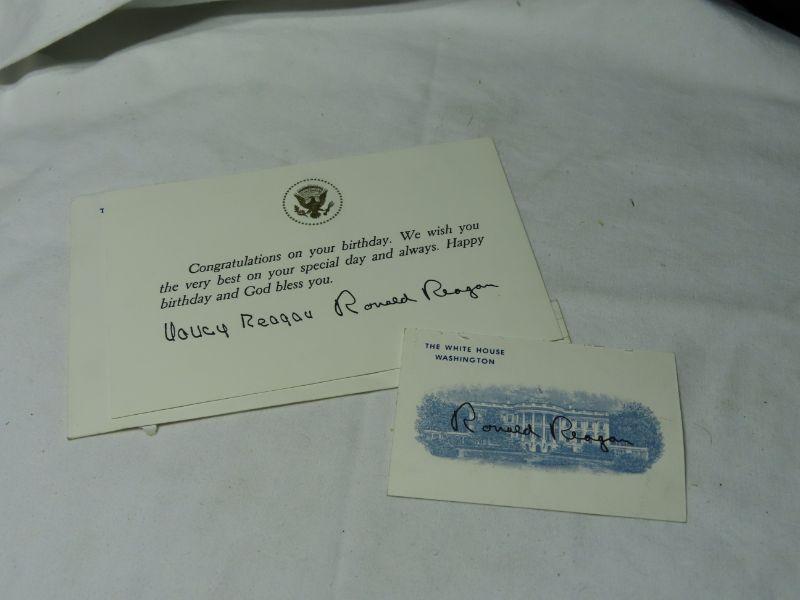 T
Congratulations on your birthday. We wish you
the very best on your special day and always. Happy
birthday and God bless you.
Nancy Reagan Ronald Reagan
THE WHITE HOUSE
WASHINGTON
Ronald Reagan